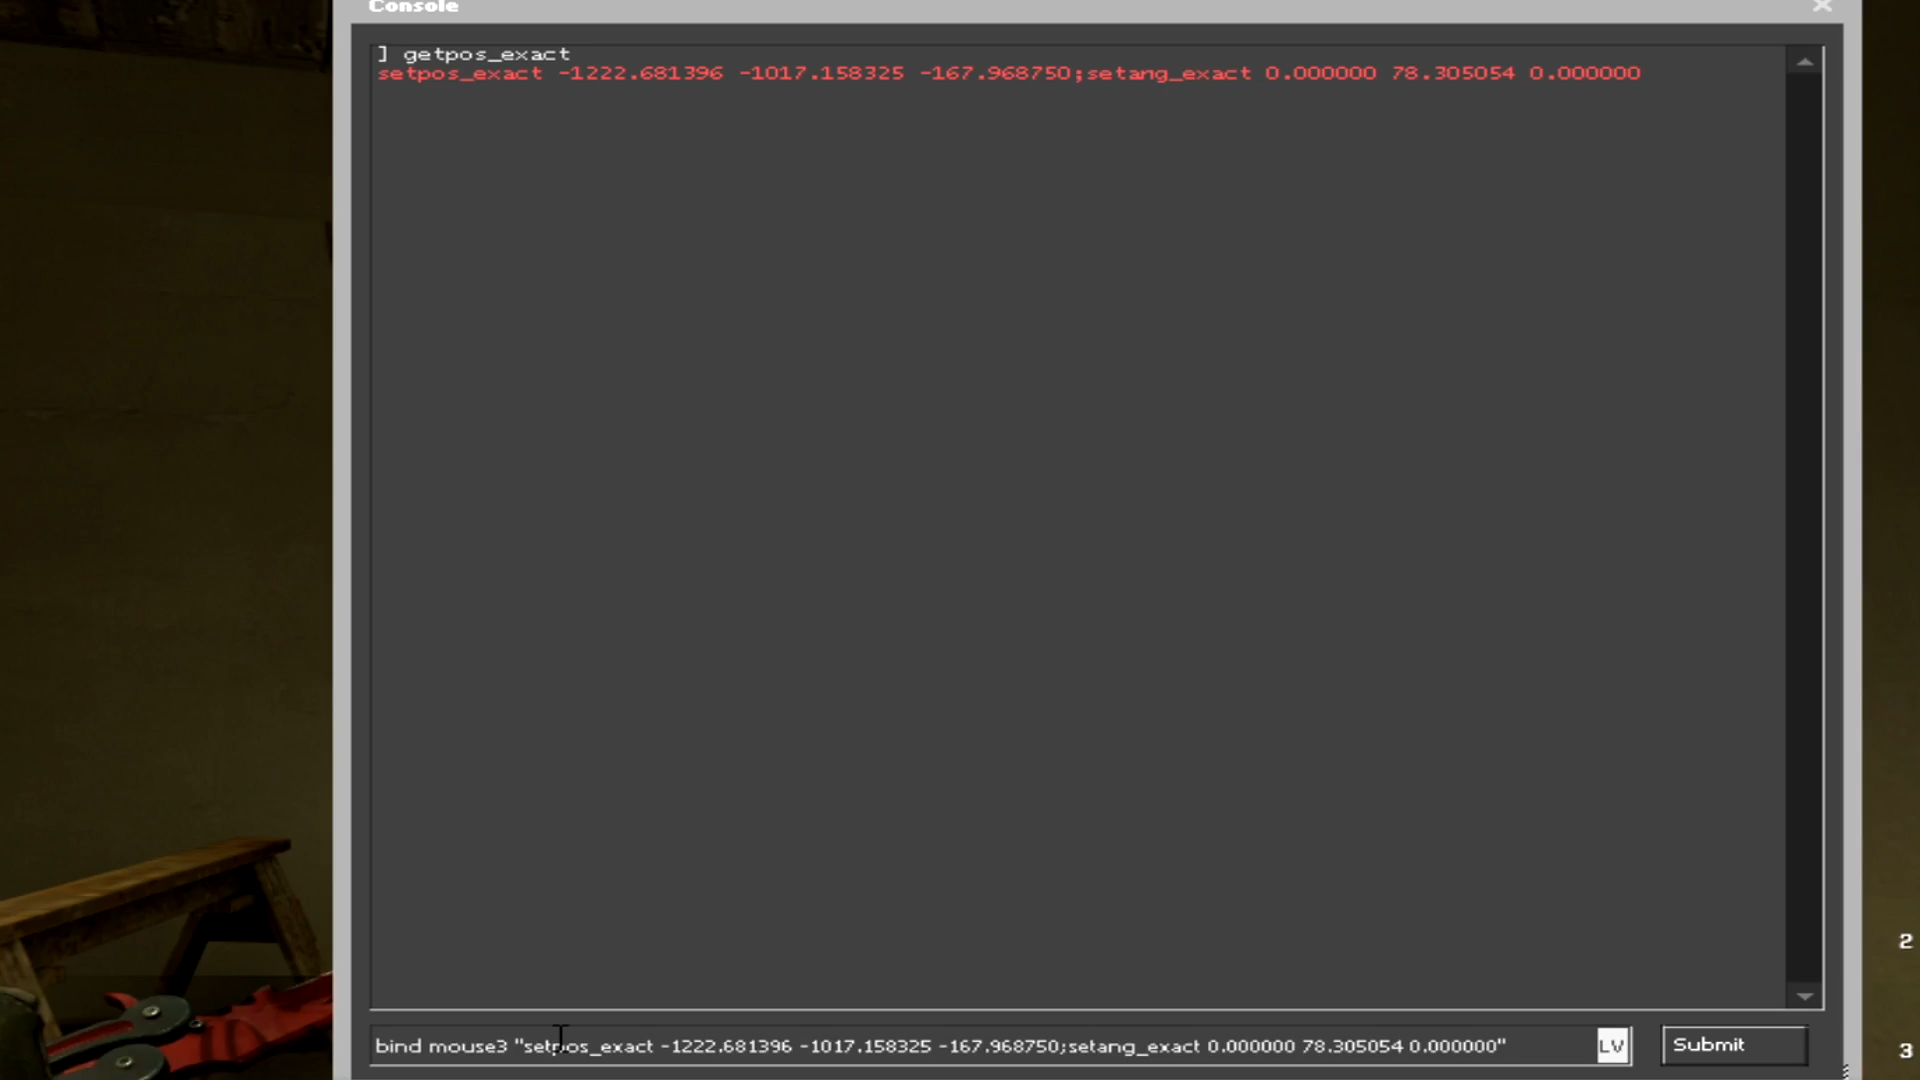 Console
] getpos_exact
setpos_exact -1222.681396 -1017.158325 -167.968750;setang_exact 0.000000 78.305054 0.000000
2
bind mouse3 "setpos_exact -1222.681396 -1017.158325 -167.968750;setang_exact 0.000000 78.305054 0.000000"
LV
Submit
3